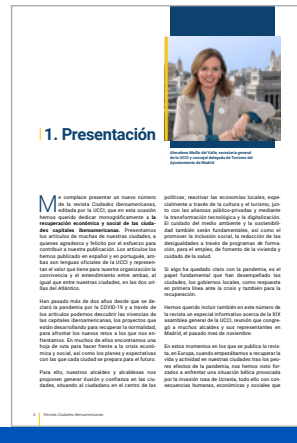 1. Presentación
Almudena Maíllo del Valle, secretaria general
de la UCCI y concejal delegada de Turismo del
Ayuntamiento de Madrid
Me complace presentar un nuevo número
de la revista Ciudades Iberoamericanas,
editada por la UCCI, que en esta ocasión
hemos querido dedicar monográficamente a la
recuperación económica y social de las ciuda-
des capitales iberoamericanas. Presentamos
los artículos de muchas de nuestras ciudades, a
quienes agradezco y felicito por el esfuerzo para
contribuir a nuestra publicación. Los artículos los
hemos publicado en español y en portugués, am-
bas son lenguas oficiales de la UCCI y represen-
tan el valor que tiene para nuestra organización la
convivencia y el entendimiento entre ambas, al
igual que entre nuestras ciudades, en las dos ori-
llas del Atlántico.
Han pasado más de dos años desde que se de-
claró la pandemia por la COVID-19 y a través de
los artículos podemos descubrir las vivencias de
las capitales iberoamericanas, los proyectos que
están desarrollando para recuperar la normalidad,
para afrontar los nuevos retos a los que nos en-
frentamos. En muchos de ellos encontramos una
hoja de ruta para hacer frente a la crisis econó-
mica y social, así como los planes y expectativas
con las que cada ciudad se prepara para el futuro.
Para ello, nuestros alcaldes y alcaldesas nos
proponen generar ilusión y confianza en las ciu-
dades, situando al ciudadano en el centro de las
políticas; reactivar las economías locales, espe-
cialmente a través de la cultura y el turismo, jun-
to con las alianzas público-privadas y mediante
la transformación tecnológica y la digitalización.
El cuidado del medio ambiente y la sostenibili-
dad también serán fundamentales, así como el
promover la inclusión social, la reducción de las
desigualdades a través de programas de forma-
ción, para el empleo, de fomento de la vivienda y
cuidado de la salud.
Si algo ha quedado claro con la pandemia, es el
papel fundamental que han desempeñado las
ciudades, los gobiernos locales, como respuesta
en primera línea ante la crisis y también para la
recuperación.
Hemos querido incluir también en este número de
la revista un especial informativo acerca de la XIX
asamblea general de la UCCI, reunión que congre-
gó a muchos alcaldes y sus representantes en
Madrid, el pasado mes de noviembre.
En estos momentos en los que se publica la revis-
ta, en Europa, cuando empezábamos a recuperar la
vida y actividad en nuestras ciudades tras los peo-
res efectos de la pandemia, nos hemos visto for-
zados a enfrentar una situación bélica provocada
por la invasión rusa de Ucrania, todo ello con con-
secuencias humanas, económicas y sociales que
4 | Revista Ciudades Iberoamericanas